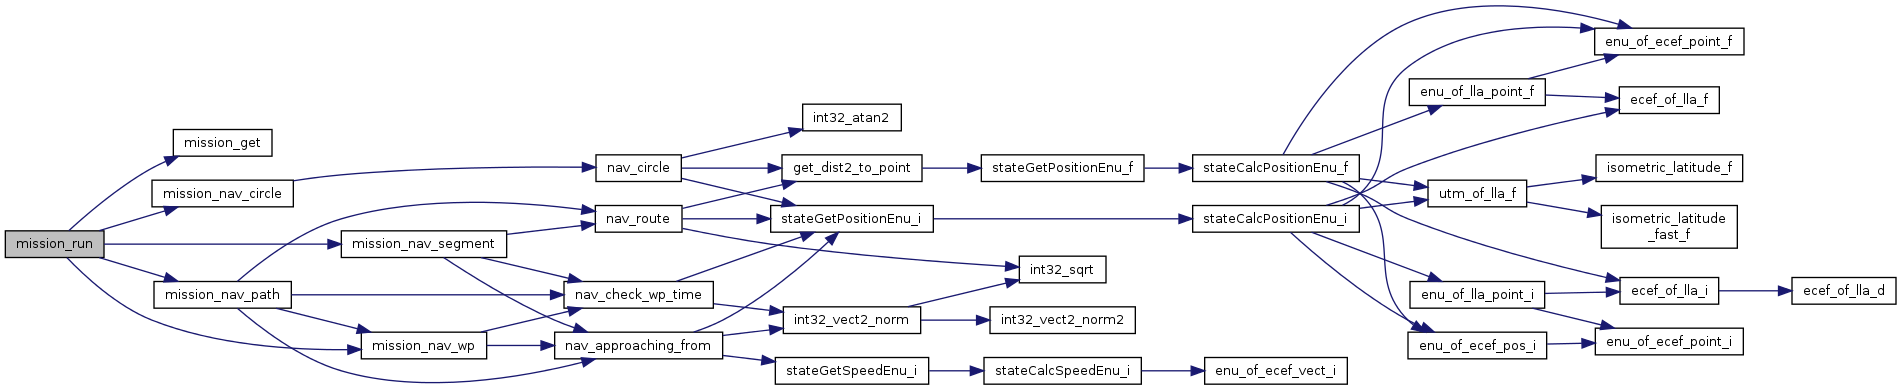 mission_run
mission_get
mission_nav_circle
mission_nav_segment
mission_nav_path
mission_nav_wp
nav_circle
nav_route
nav_check_wp_time
nav_approaching_from
int32_atan2
get_dist2_to_point
stateGetPositionEnu_i
int32_vect2_norm
stateGetSpeedEnu_i
stateGetPositionEnu_f
int32_sqrt
int32_vect2_norm2
stateCalcSpeedEnu_i
stateCalcPositionEnu_f
stateCalcPositionEnu_i
enu_of_ecef_vect_i
enu_of_lla_point_f
utm_of_lla_f
enu_of_lla_point_i
enu_of_ecef_pos_i
enu_of_ecef_point_f
ecef_of_lla_f
isometric_latitude_f
isometric_latitude
_fast_f
ecef_of_lla_i
enu_of_ecef_point_i
ecef_of_lla_d